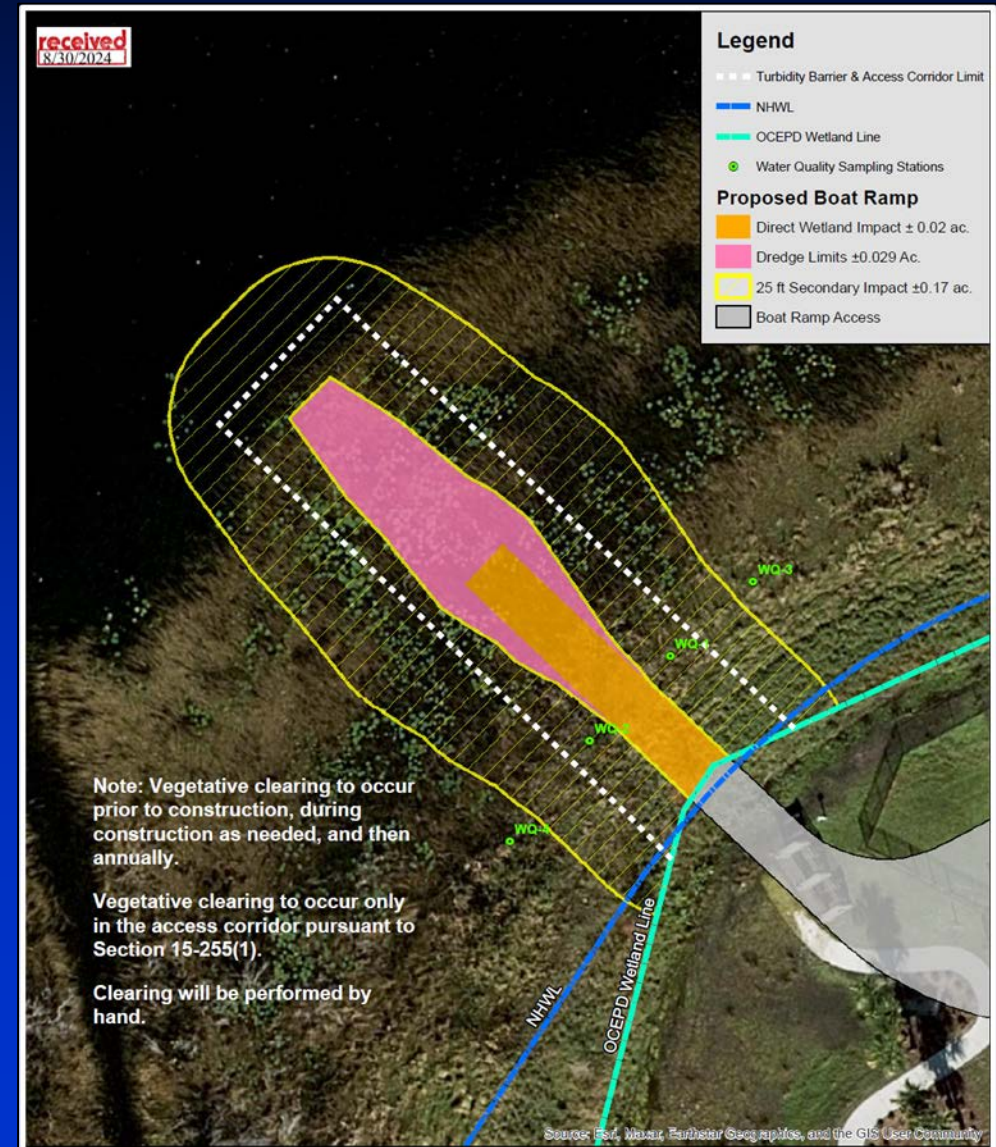 received
8/30/2024
Legend
Turbidity Barrier & Access Corridor Limit
NHWL
OCEPD Wetland Line
Water Quality Sampling Stations
Proposed Boat Ramp
Direct Wetland Impact ± 0.02 ac.
Dredge Limits ±0.029 Ac.
25 ft Secondary Impact ±0.17 ac.
Boat Ramp Access
WQ-3
WQ-1
WQ-2
WQ-4
Note: Vegetative clearing to occur
prior to construction, during
construction as needed, and then
annually.
Vegetative clearing to occur only
in the access corridor pursuant to
Section 15-255(1).
Clearing will be performed by
hand.
NHWL
OCEPD Wetland Line
Source: Esri, Maxar, Earthstar Geographics, and the GIS User Community